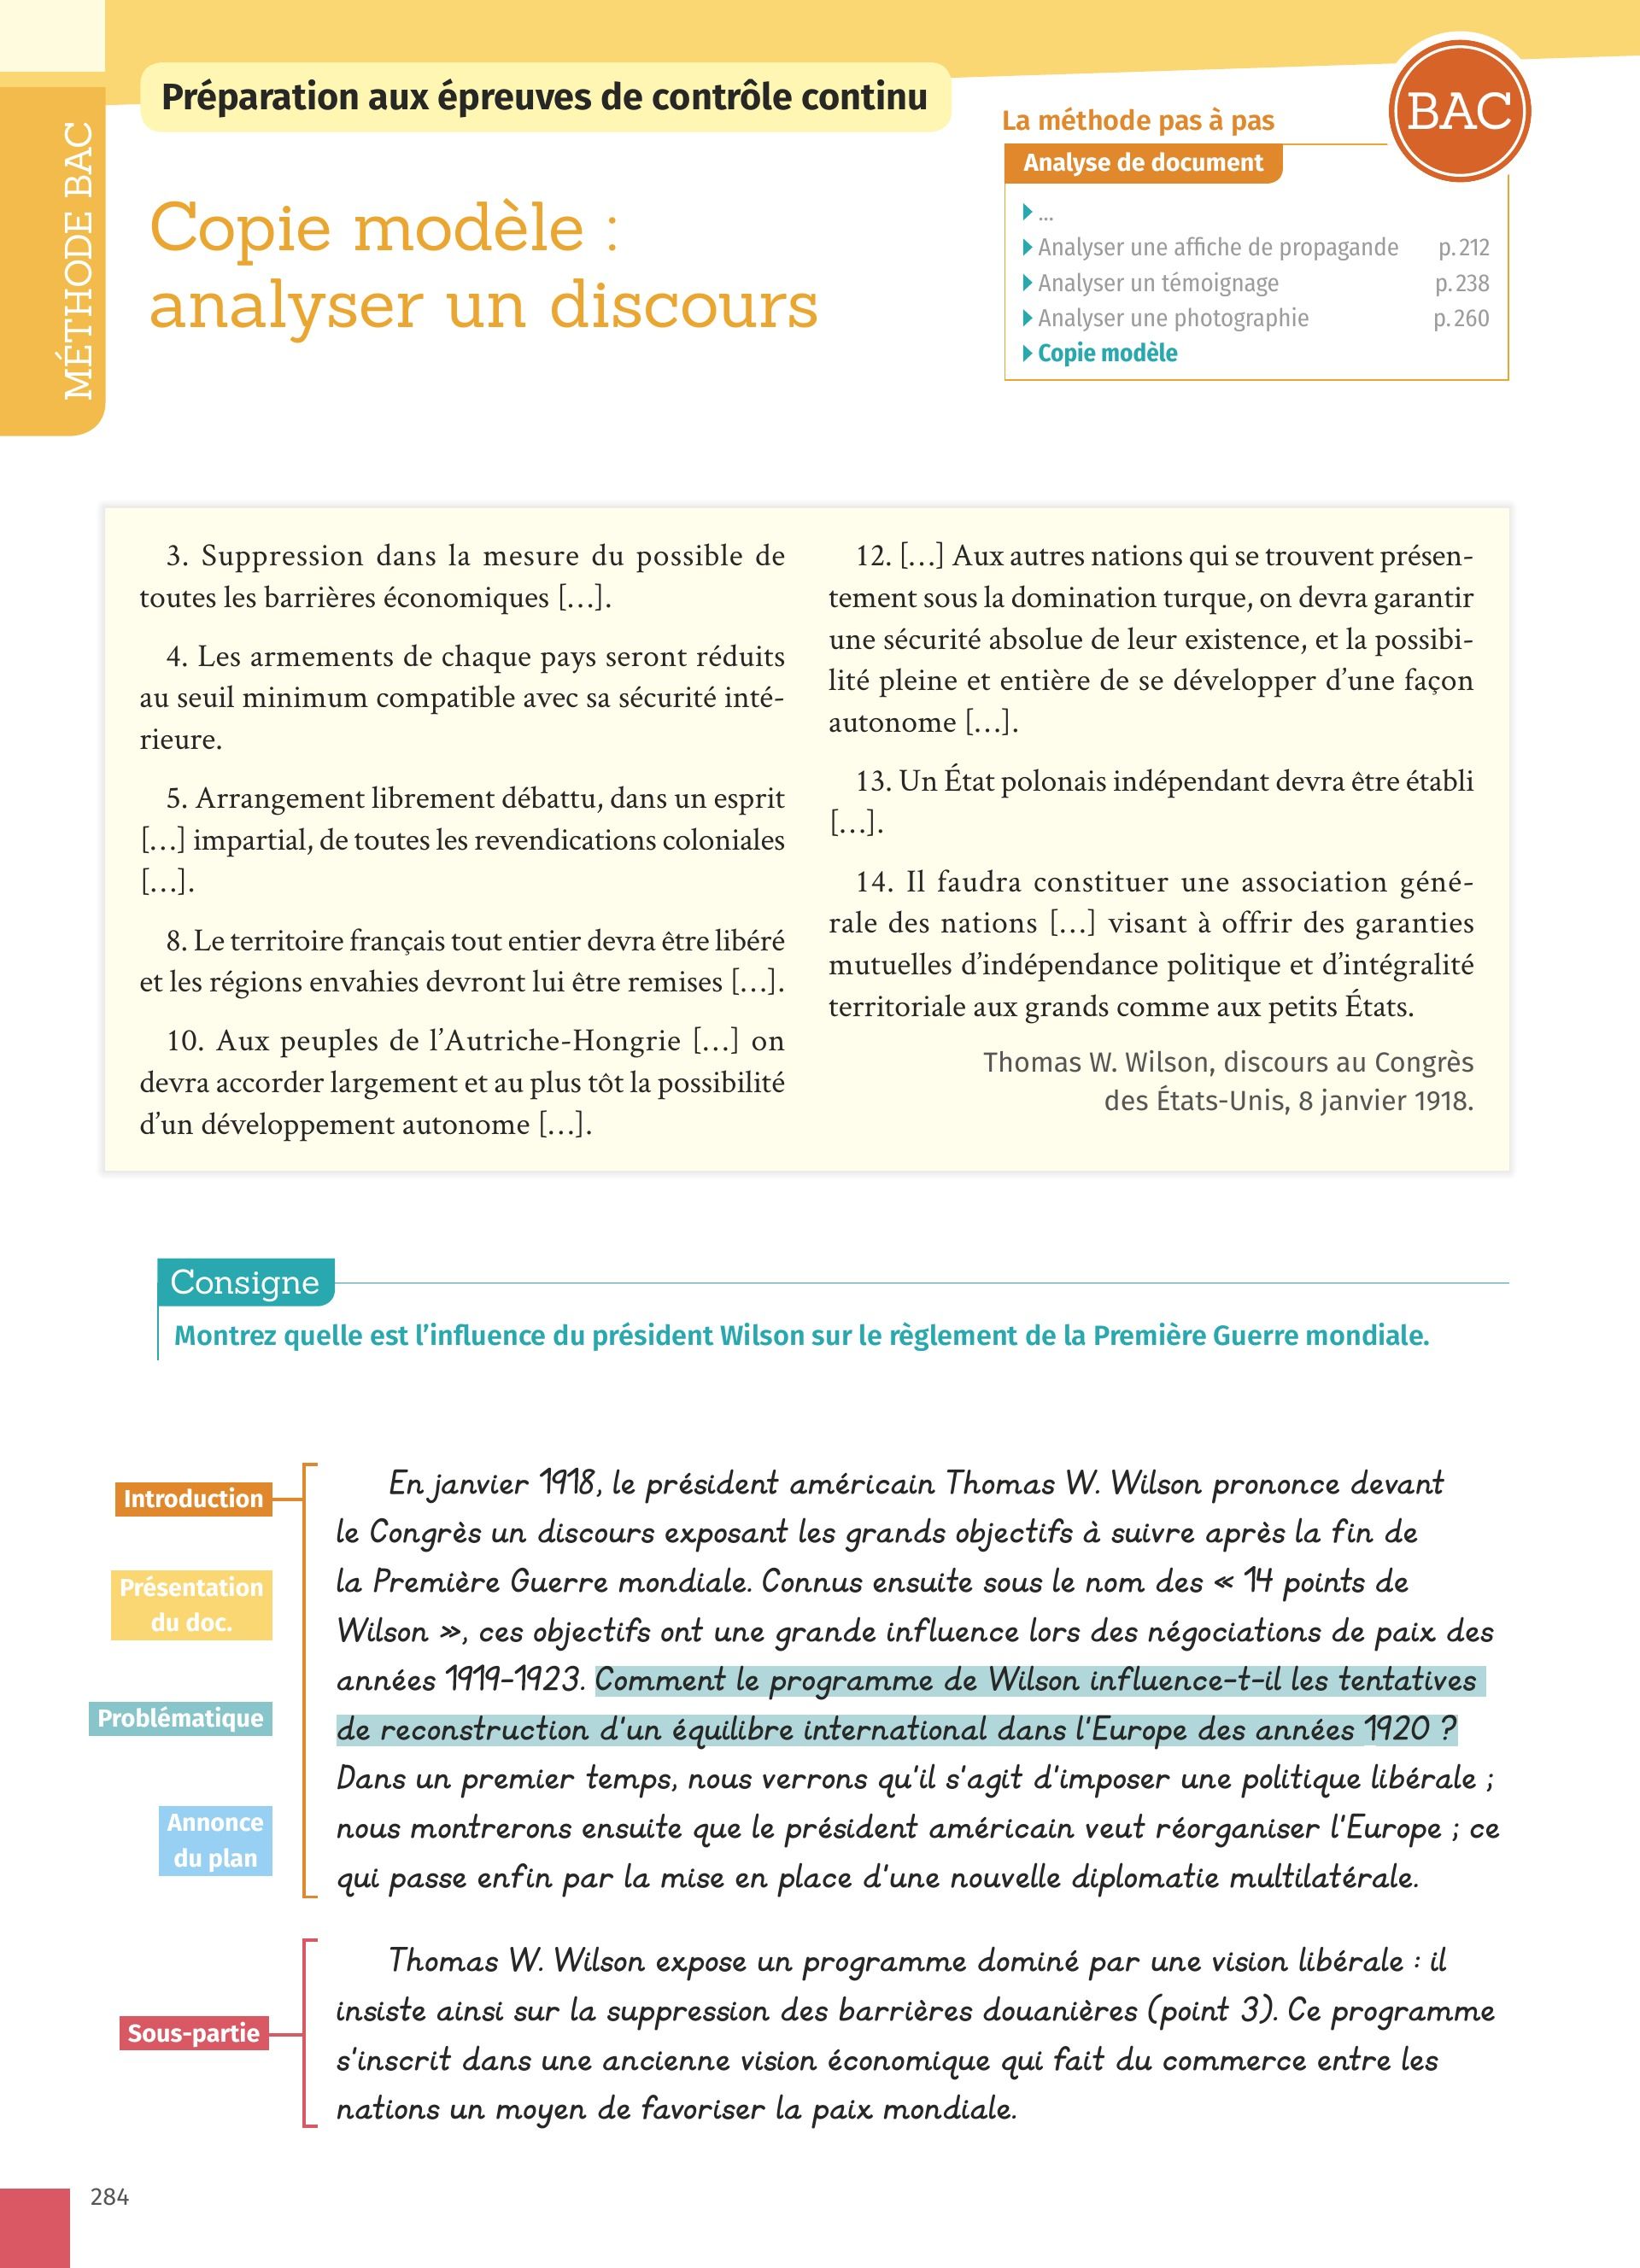 MÉTHODE BAC
Préparation aux épreuves de contrôle continu
BAC
La méthode pas à pas
Analyse de document
...
Analyser une affiche de propagande p. 212
Analyser un témoignage p. 238
Analyser une photographie p. 260
Copie modèle
Copie modèle :
analyser un discours
3. Suppression dans la mesure du possible de
toutes les barrières économiques […].
4. Les armements de chaque pays seront réduits
au seuil minimum compatible avec sa sécurité inté-
rieure.
5. Arrangement librement débattu, dans un esprit
[…] impartial, de toutes les revendications coloniales
[…].
8. Le territoire français tout entier devra être libéré
et les régions envahies devront lui être remises […].
10. Aux peuples de l'Autriche-Hongrie […] on
devra accorder largement et au plus tôt la possibilité
d'un développement autonome […].
12. […] Aux autres nations qui se trouvent présen-
tement sous la domination turque, on devra garantir
une sécurité absolue de leur existence, et la possibi-
lité pleine et entière de se développer d'une façon
autonome […].
13. Un État polonais indépendant devra être établi
[…].
14. Il faudra constituer une association géné-
rale des nations […] visant à offrir des garanties
mutuelles d'indépendance politique et d'intégralité
territoriale aux grands comme aux petits États.
Thomas W. Wilson, discours au Congrès
des États-Unis, 8 janvier 1918.
Consigne
Montrez quelle est l'influence du président Wilson sur le règlement de la Première Guerre mondiale.
Introduction
Présentation
du doc.
Problématique
Annonce
du plan
En janvier 1918, le président américain Thomas W. Wilson prononce devant
le Congrès un discours exposant les grands objectifs à suivre après la fin de
la Première Guerre mondiale. Connus ensuite sous le nom des « 14 points de
Wilson », ces objectifs ont une grande influence lors des négociations de paix des
années 1919-1923. Comment le programme de Wilson influence-t-il les tentatives
de reconstruction d'un équilibre international dans l'Europe des années 1920 ?
Dans un premier temps, nous verrons qu'il s'agit d'imposer une politique libérale ;
nous montrerons ensuite que le président américain veut réorganiser l'Europe ; ce
qui passe enfin par la mise en place d'une nouvelle diplomatie multilatérale.
Sous-partie
Thomas W. Wilson expose un programme dominé par une vision libérale : il
insiste ainsi sur la suppression des barrières douanières (point 3). Ce programme
s'inscrit dans une ancienne vision économique qui fait du commerce entre les
nations un moyen de favoriser la paix mondiale.
284